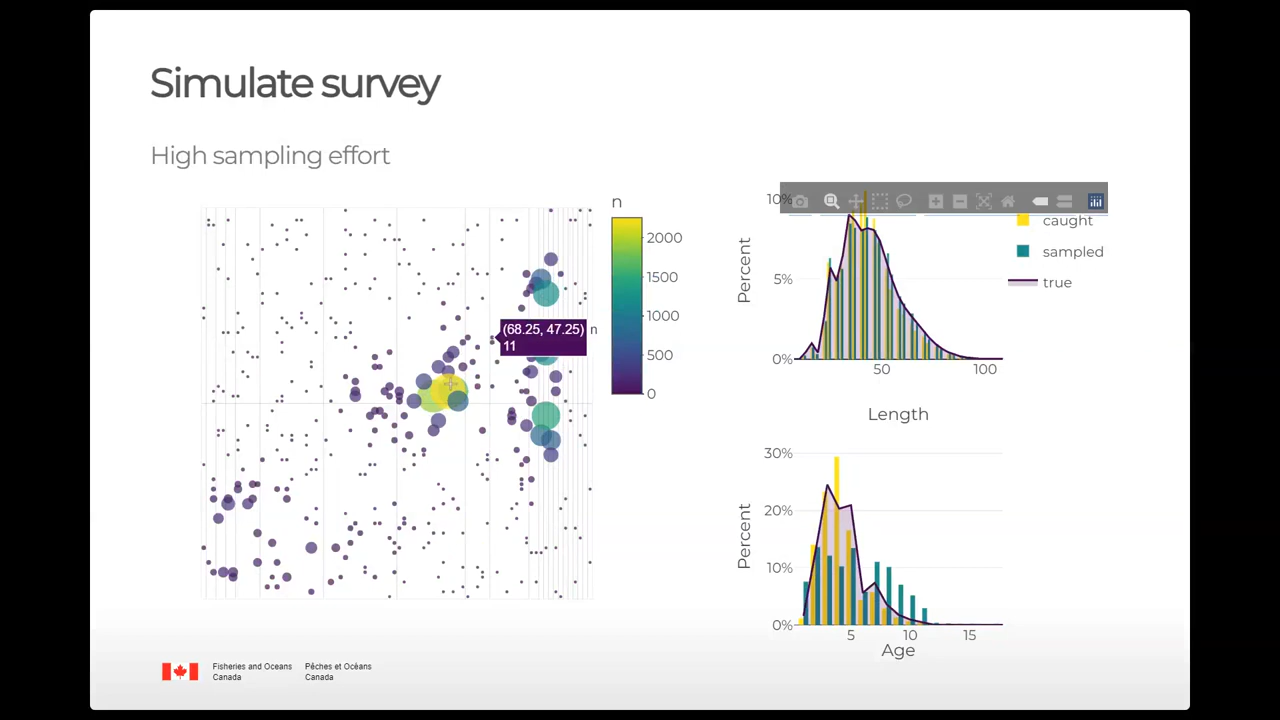 Simulate survey
High sampling effort
n
2000
1500
1000
500
0
(68.25, 47.25)
11
n
10%
5%
0%
Percent
50
100
Length
caught
sampled
true
30%
20%
10%
0%
Percent
5
10
15
Age
Fisheries and Oceans
Canada
Pêches et Océans
Canada